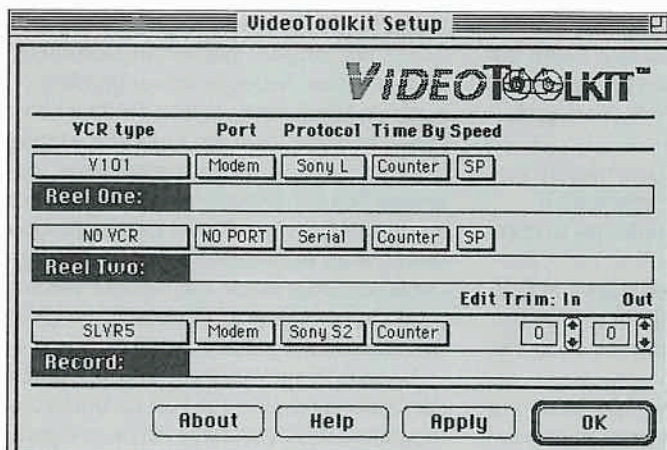 VideoToolkit Setup
VIDEOTOOLKIT™
VCR type Port Protocol Time By Speed
V101 Modem Sony L Counter SP
Reel One:
NO VCR NO PORT Serial Counter SP
Reel Two:
Edit Trim: In Out
SLVR5 Modem Sony S2 Counter 0 0
Record:
About Help Apply OK